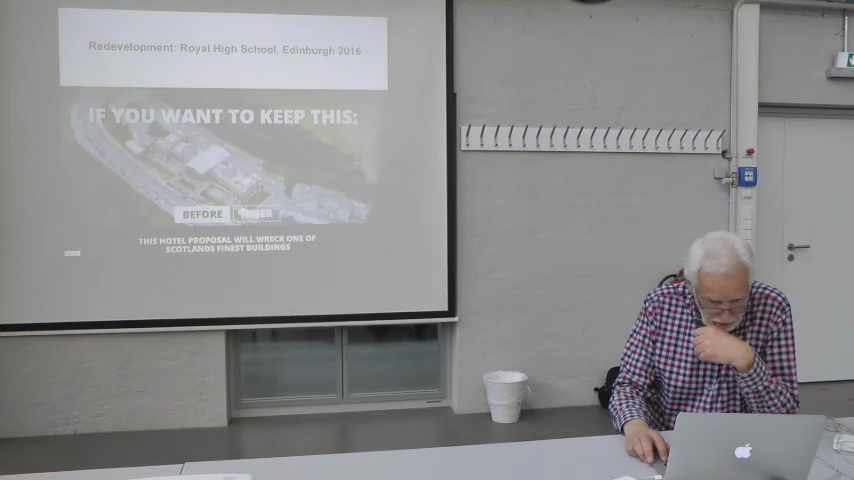 Redevelopment: Royal High School, Edinburgh 2016
IF YOU WANT TO KEEP THIS:
BEFORE
THIS HOTEL PROPOSAL WILL WRECK ONE OF
SCOTLANDS FINEST BUILDINGS